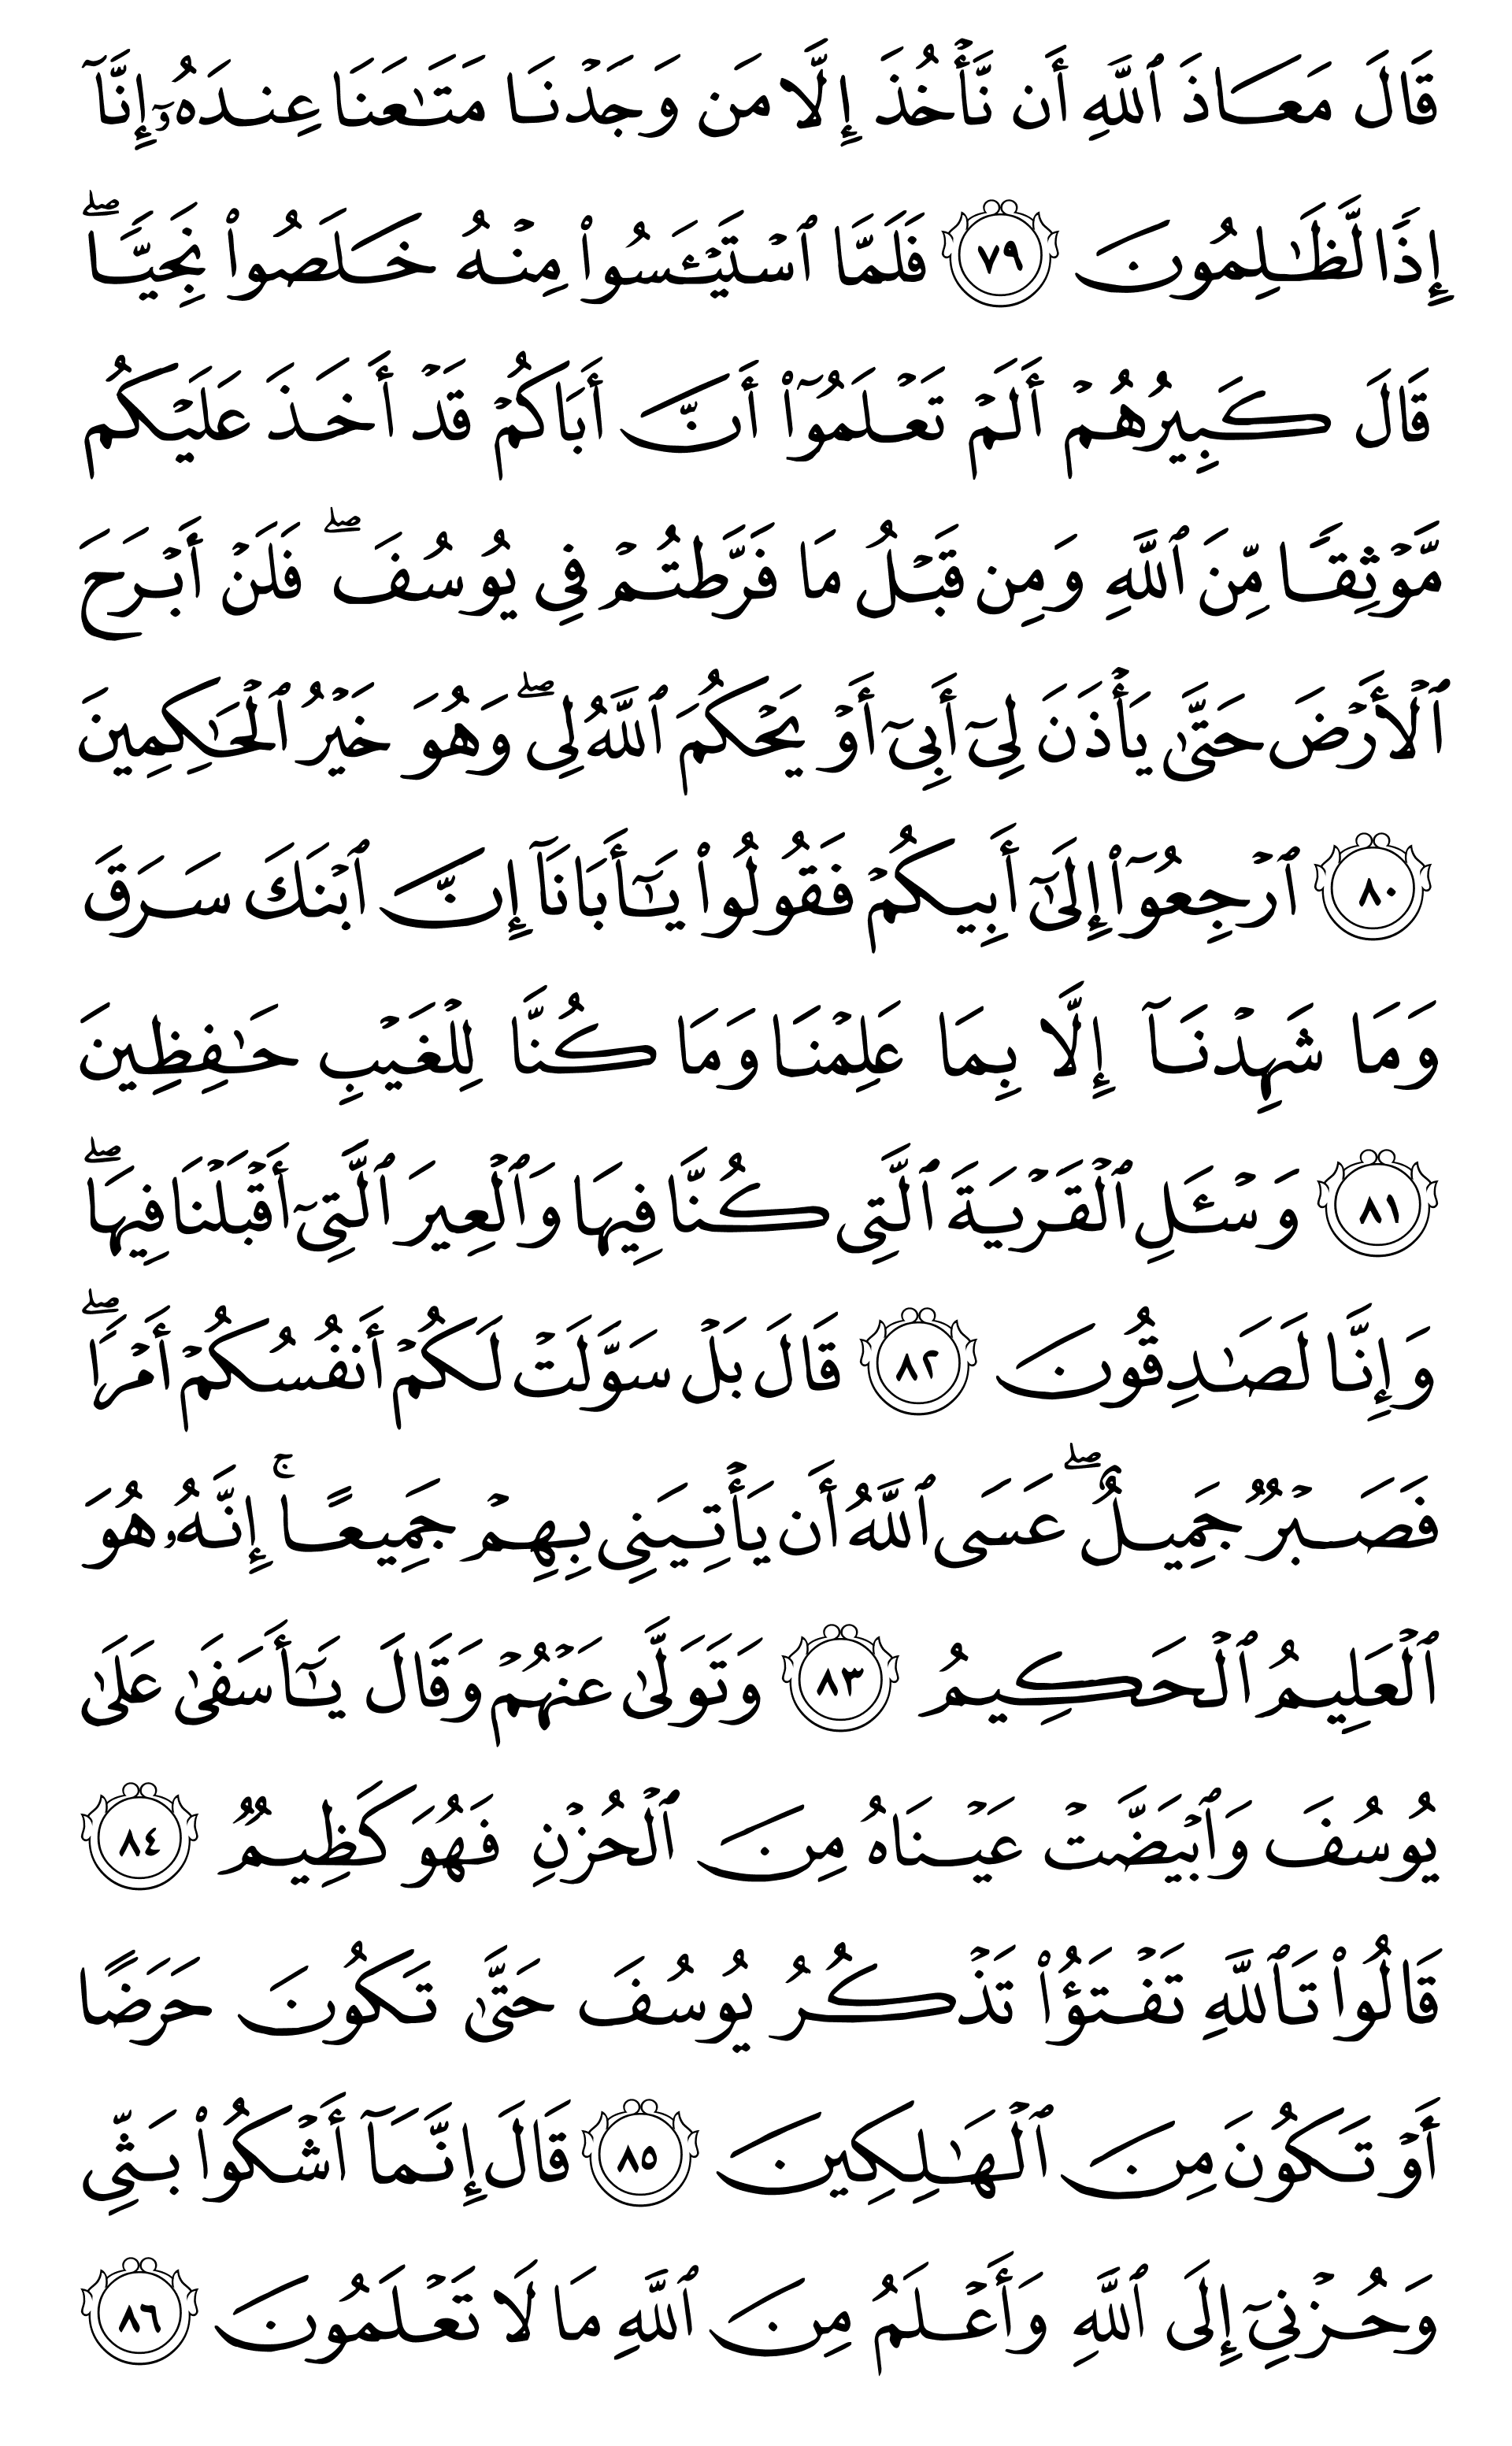 قَالَ مَعَاذَ ٱللَّهِ أَن نَّأۡخُذَ إِلَّا مَن وَجَدۡنَا مَتَٰعَنَا عِندَهُۥٓ إِنَّآ
إِذٗا لَّظَٰلِمُونَ ٧٩ فَلَمَّا ٱسۡتَيۡـَٔسُواْ مِنۡهُ خَلَصُواْ نَجِيّٗاۖ
قَالَ كَبِيرُهُمۡ أَلَمۡ تَعۡلَمُوٓاْ أَنَّ أَبَاكُمۡ قَدۡ أَخَذَ عَلَيۡكُم
مَّوۡثِقٗا مِّنَ ٱللَّهِ وَمِن قَبۡلُ مَا فَرَّطتُمۡ فِي يُوسُفَۖ فَلَنۡ أَبۡرَحَ
ٱلۡأَرۡضَ حَتَّىٰ يَأۡذَنَ لِيٓ أَبِيٓ أَوۡ يَحۡكُمَ ٱللَّهُ لِيۖ وَهُوَ خَيۡرُ ٱلۡحَٰكِمِينَ
٨٠ ٱرۡجِعُوٓاْ إِلَىٰٓ أَبِيكُمۡ فَقُولُواْ يَٰٓأَبَانَآ إِنَّ ٱبۡنَكَ سَرَقَ
وَمَا شَهِدۡنَآ إِلَّا بِمَا عَلِمۡنَا وَمَا كُنَّا لِلۡغَيۡبِ حَٰفِظِينَ
٨١ وَسۡـَٔلِ ٱلۡقَرۡيَةَ ٱلَّتِي كُنَّا فِيهَا وَٱلۡعِيرَ ٱلَّتِيٓ أَقۡبَلۡنَا فِيهَاۖ
وَإِنَّا لَصَٰدِقُونَ ٨٢ قَالَ بَلۡ سَوَّلَتۡ لَكُمۡ أَنفُسُكُمۡ أَمۡرٗاۖ
فَصَبۡرٞ جَمِيلٌۖ عَسَى ٱللَّهُ أَن يَأۡتِيَنِي بِهِمۡ جَمِيعًاۚ إِنَّهُۥ هُوَ
ٱلۡعَلِيمُ ٱلۡحَكِيمُ ٨٣ وَتَوَلَّىٰ عَنۡهُمۡ وَقَالَ يَٰٓأَسَفَىٰ عَلَىٰ
يُوسُفَ وَٱبۡيَضَّتۡ عَيۡنَاهُ مِنَ ٱلۡحُزۡنِ فَهُوَ كَظِيمٞ ٨٤
قَالُواْ تَٱللَّهِ تَفۡتَؤُاْ تَذۡكُرُ يُوسُفَ حَتَّىٰ تَكُونَ حَرَضًا
أَوۡ تَكُونَ مِنَ ٱلۡهَٰلِكِينَ ٨٥ قَالَ إِنَّمَآ أَشۡكُواْ بَثِّي
وَحُزۡنِيٓ إِلَى ٱللَّهِ وَأَعۡلَمُ مِنَ ٱللَّهِ مَا لَا تَعۡلَمُونَ ٨٦